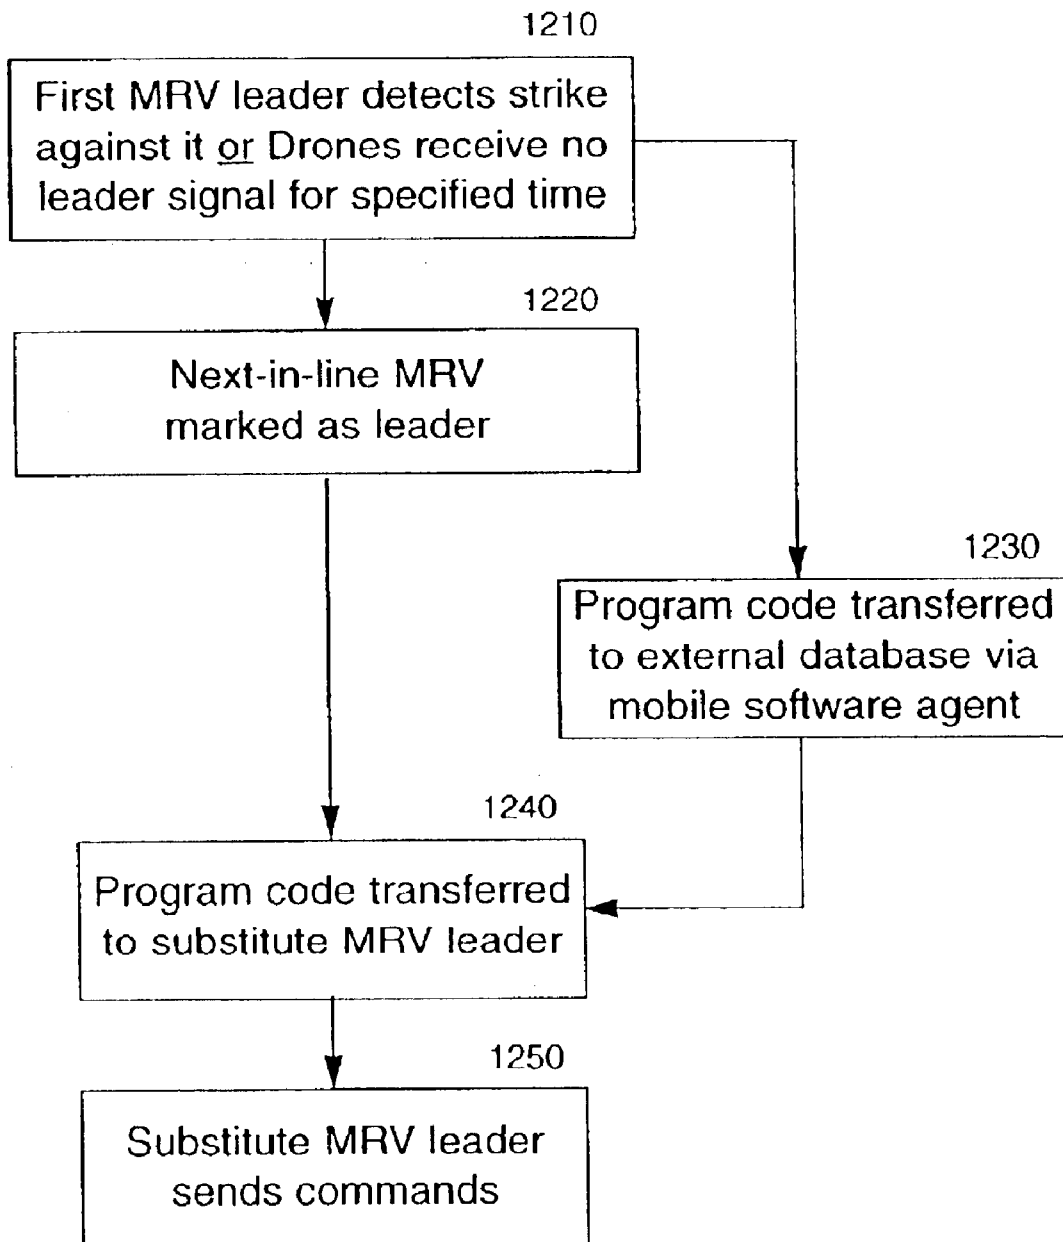 1210
First MRV leader detects strike
against it or Drones receive no
leader signal for specified time
1220
Next-in-line MRV
marked as leader
1230
Program code transferred
to external database via
mobile software agent
1240
Program code transferred
to substitute MRV leader
1250
Substitute MRV leader
sends commands